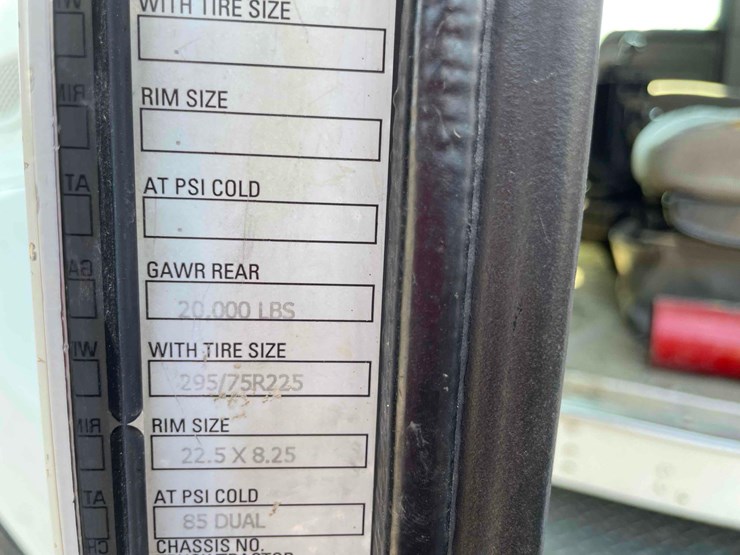 WITH TIRE SIZE
RIM SIZE
AT PSI COLD
GAWR REAR
20,000 LBS
WITH TIRE SIZE
295/75R225
RIM SIZE
22.5 X 8.25
AT PSI COLD
85 DUAL
CHASSIS NO.